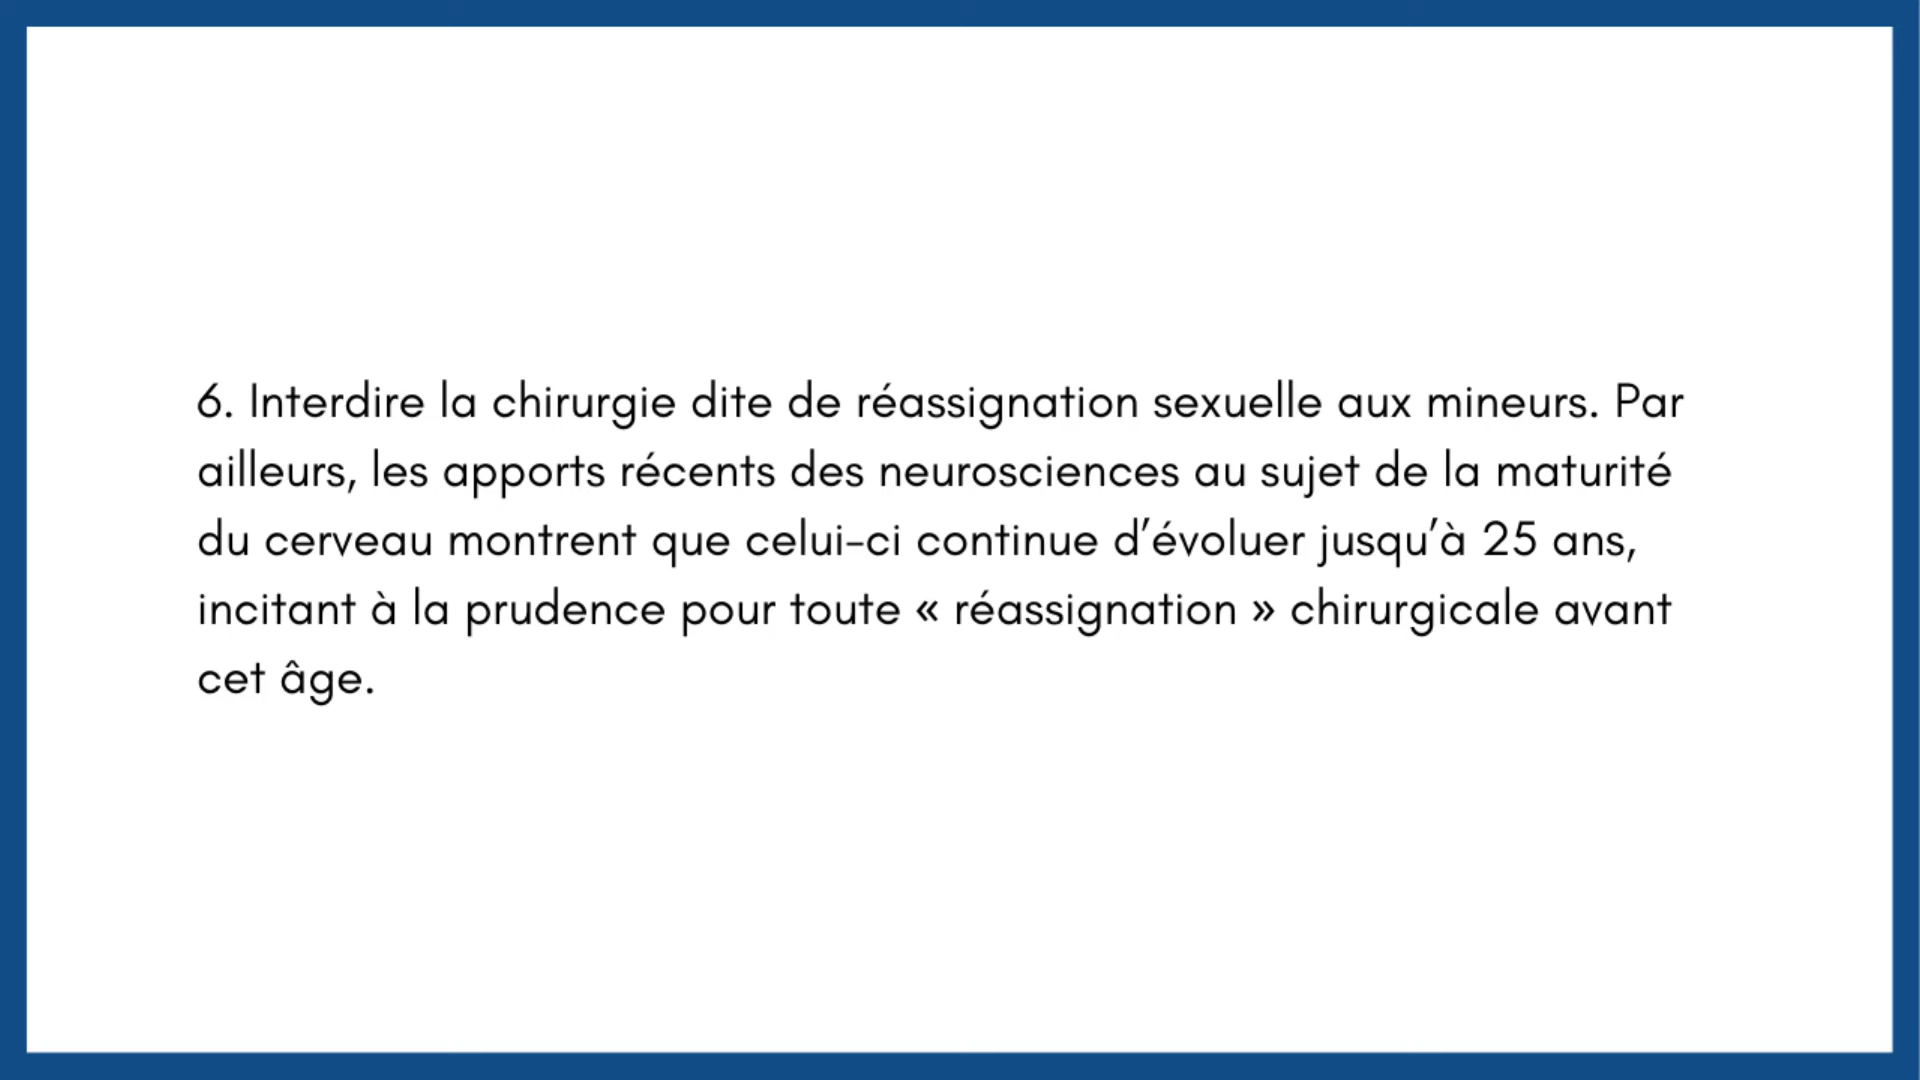 6. Interdire la chirurgie dite de réassignation sexuelle aux mineurs. Par
ailleurs, les apports récents des neurosciences au sujet de la maturité
du cerveau montrent que celui-ci continue d’évoluer jusqu’à 25 ans,
incitant à la prudence pour toute « réassignation » chirurgicale avant
cet âge.